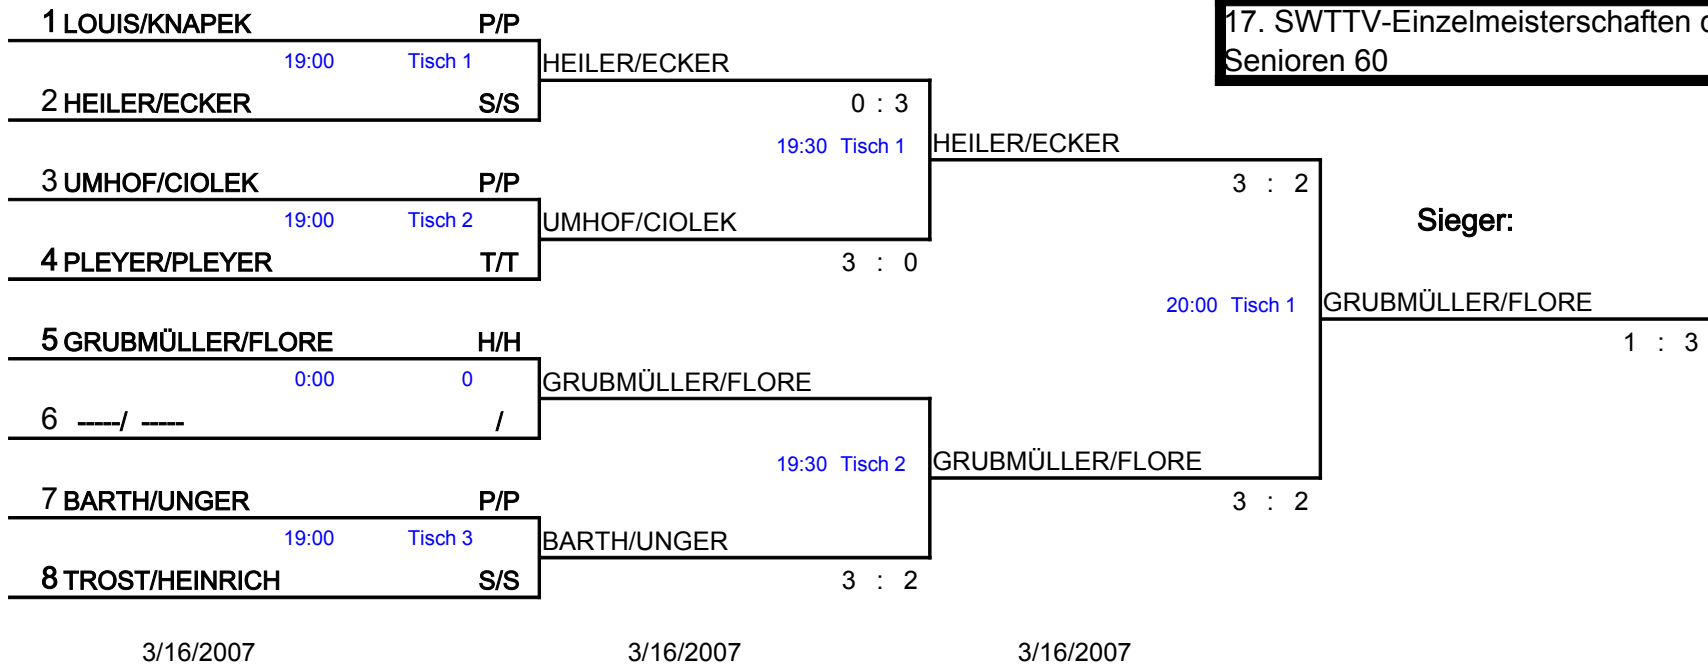 17. SWTTV-Einzelmeisterschaften
Senioren 60
1 LOUIS/KNAPEK P/P
19:00 Tisch 1
HEILER/ECKER
2 HEILER/ECKER S/S
0 : 3
19:30 Tisch 1
HEILER/ECKER
3 UMHOF/CIOLEK P/P
3 : 2
19:00 Tisch 2
UMHOF/CIOLEK
Sieger:
4 PLEYER/PLEYER T/T
3 : 0
20:00 Tisch 1
GRUBMÜLLER/FLORE
5 GRUBMÜLLER/FLORE H/H
1 : 3
0:00 0
GRUBMÜLLER/FLORE
6 -----/ ----- /
19:30 Tisch 2
GRUBMÜLLER/FLORE
7 BARTH/UNGER P/P
3 : 2
19:00 Tisch 3
BARTH/UNGER
8 TROST/HEINRICH S/S
3 : 2
3/16/2007 3/16/2007 3/16/2007